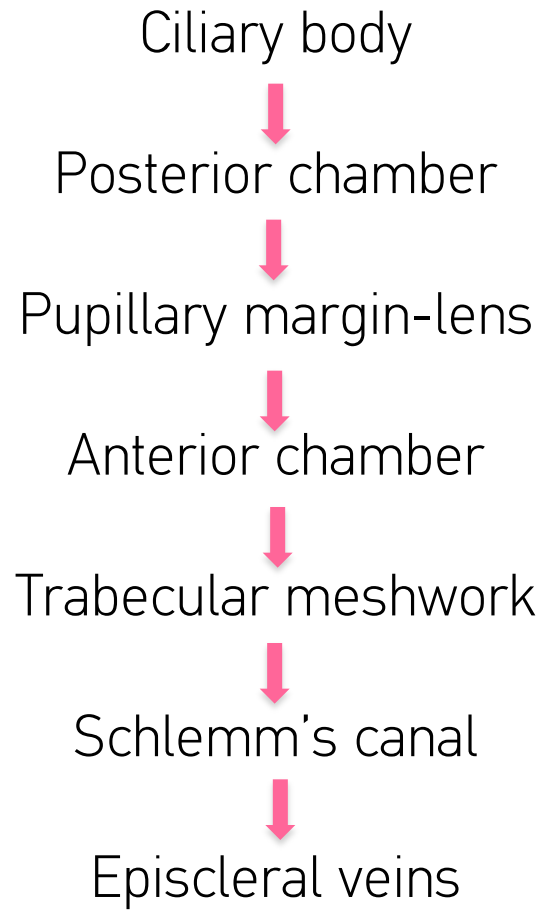 Ciliary body
Posterior chamber
Pupillary margin-lens
Anterior chamber
Trabecular meshwork
Schlemm’s canal
Episcleral veins